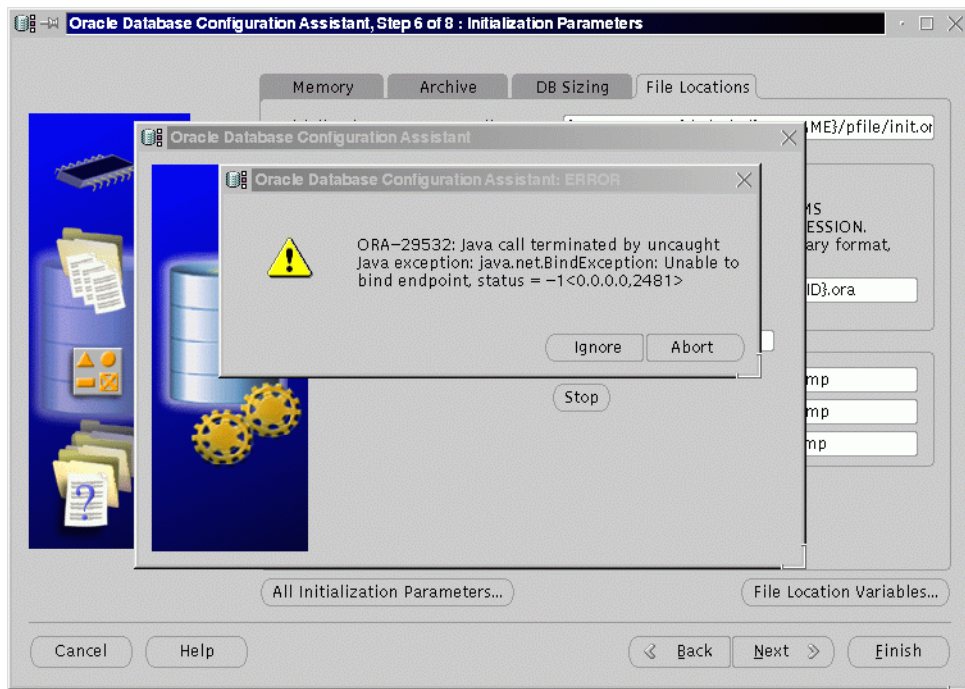 Oracle Database Configuration Assistant, Step 6 of 8 : Initialization Parameters
Memory
Archive
DB Sizing
File Locations
ME}/pfile/init.or
Oracle Database Configuration Assistant
Oracle Database Configuration Assistant: ERROR
ORA-29532: Java call terminated by uncaught
Java exception: java.net.BindException: Unable to
bind endpoint, status = -1<0.0.0.0,2481>
Ignore
Abort
MS
ESSION.
ary format,
ID}.ora
Stop
mp
mp
mp
?
All Initialization Parameters...
File Location Variables...
Cancel
Help
Back
Next
Finish